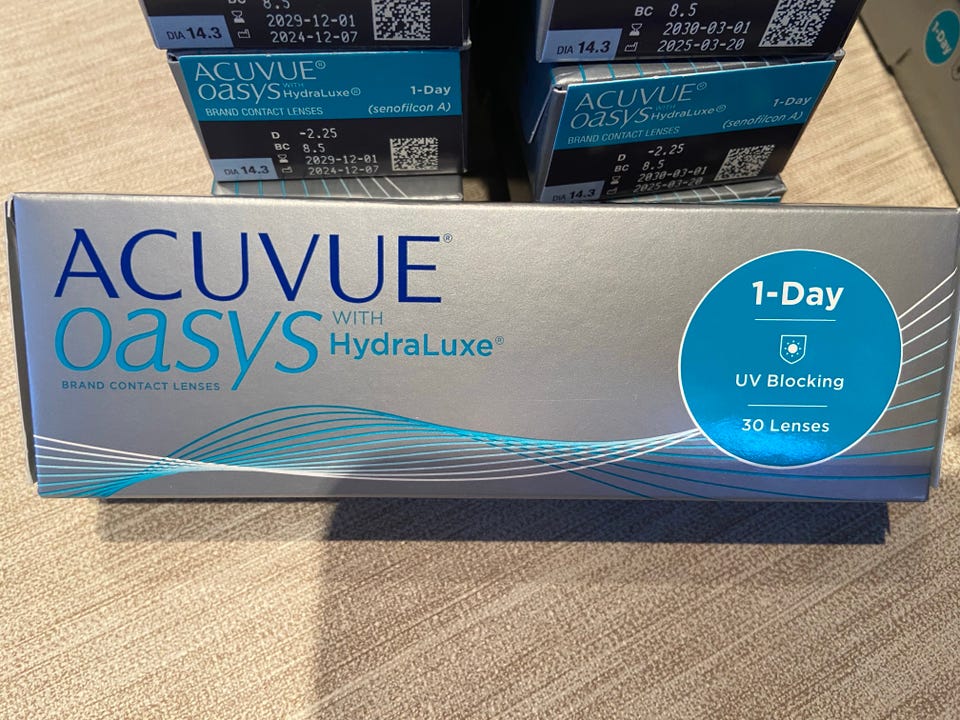 8.5
2029-12-01
DIA 14.3
2024-12-07
BC 8.5
2030-03-01
DIA 14.3
2025-03-20
1-Day
ACUVUE®
oasys WITH HydraLuxe®
1-Day
BRAND CONTACT LENSES
(senofilcon A)
D -2.25
BC 8.5
2029-12-01
DIA 14.3
2024-12-07
ACUVUE®
oasys WITH HydraLuxe®
1-Day
BRAND CONTACT LENSES
(senofilcon A)
D -2.25
BC 8.5
2030-03-01
DIA 14.3
2025-03-20
ACUVUE®
oasys WITH
HydraLuxe®
BRAND CONTACT LENSES
1-Day
UV Blocking
30 Lenses